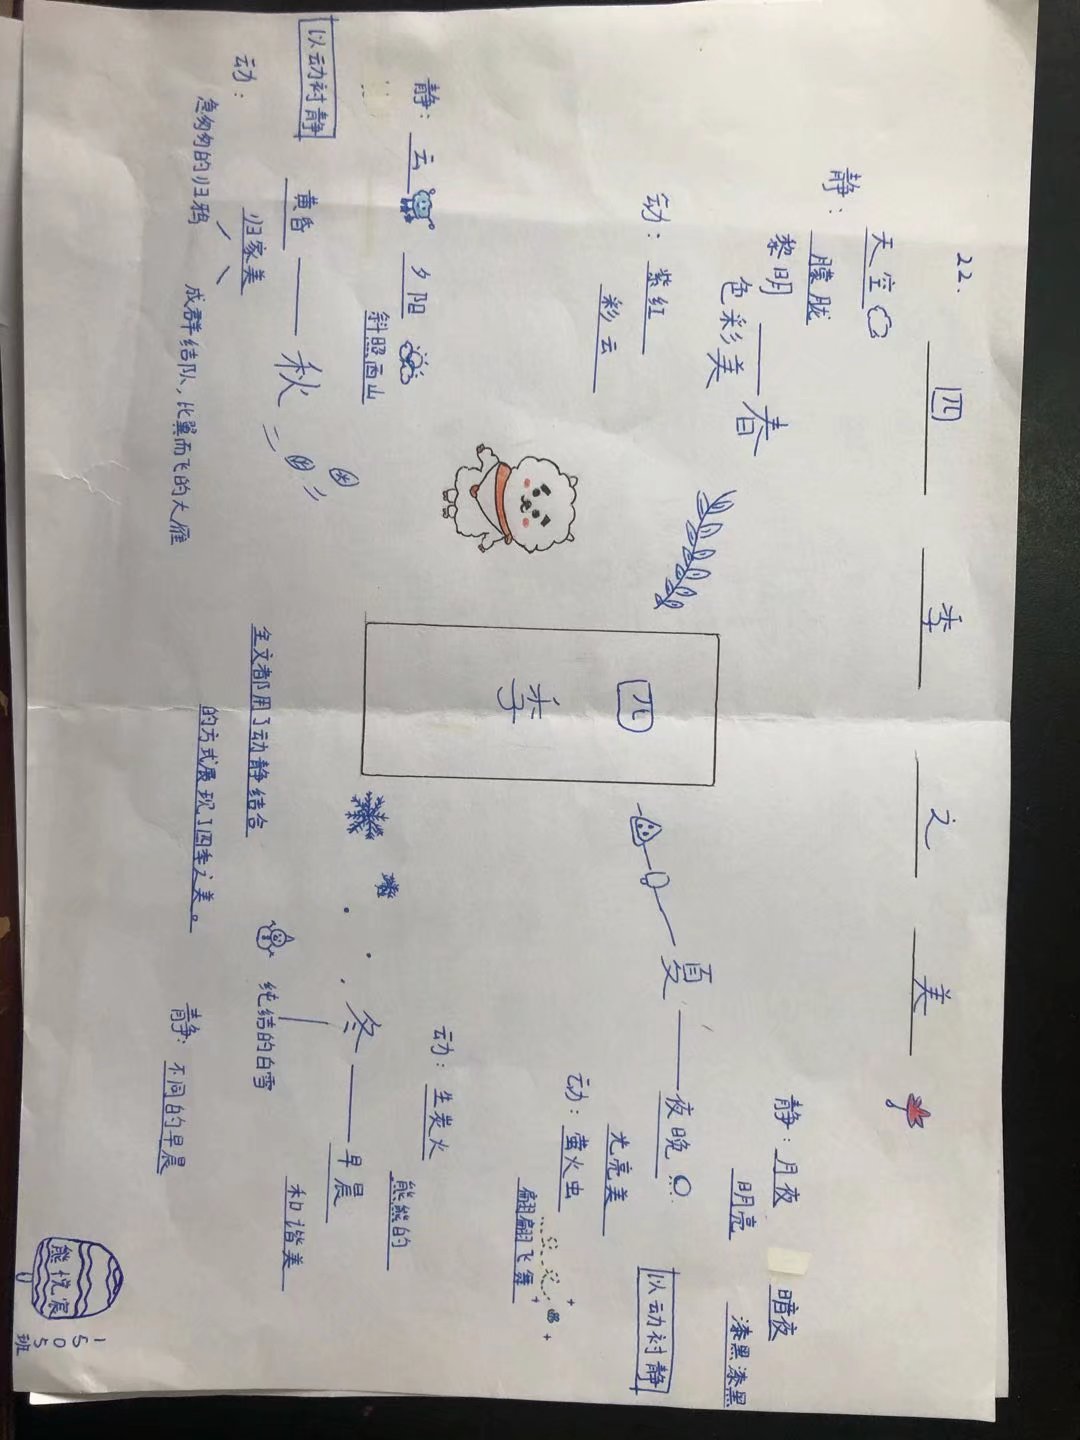 22. 四季之美
静：天空
朦胧
黎明
色彩美
春
动：紫红
彩云
静：月夜
明亮
暗夜
漆黑漆黑
夏
夜晚
光亮美
动：萤火虫
翩翩飞舞
以动衬静
四季
静：云
夕阳
斜照西山
以动衬静
黄昏
归家美
秋
动：
急匆匆的归鸦
成群结队，比翼而飞的大雁
动：生炭火
熊熊的
冬
早晨
和谐美
纯结的白雪
静：不同的早晨
全文都用了动静结合
的方式展现了四季之美。
熊悦宸
51
505班